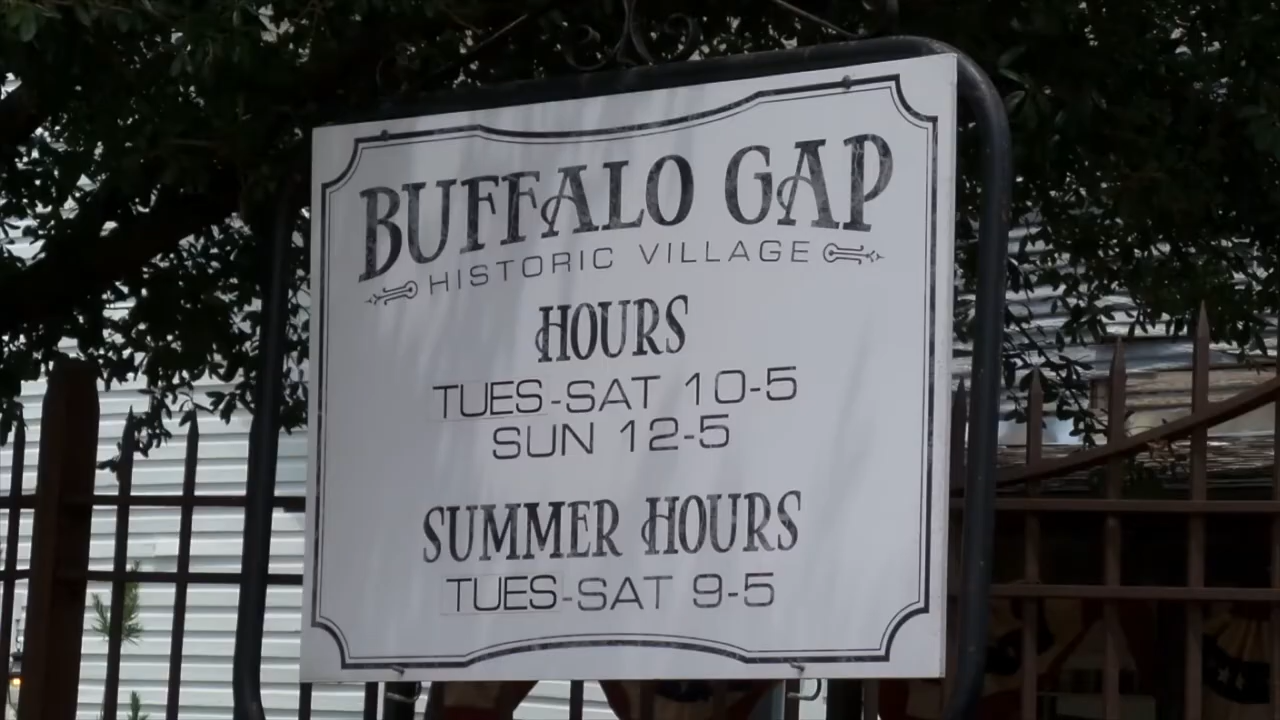 BUFFALO GAP
HISTORIC VILLAGE
HOURS
TUES-SAT 10-5
SUN 12-5
SUMMER HOURS
TUES-SAT 9-5